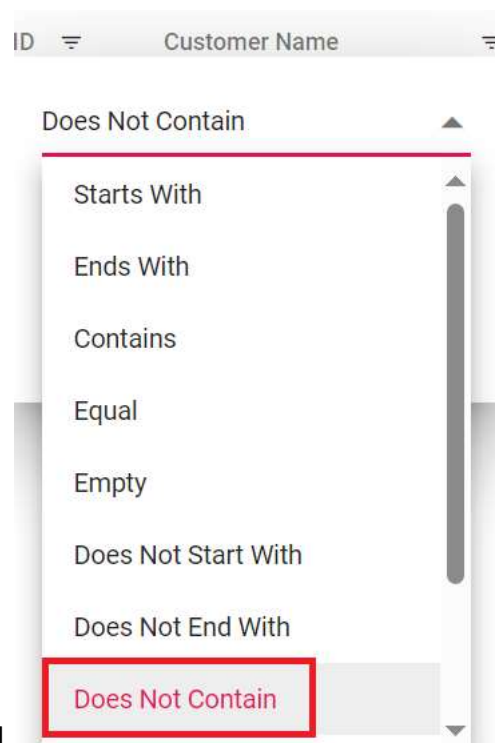 ID Customer Name
Does Not Contain
Starts With
Ends With
Contains
Equal
Empty
Does Not Start With
Does Not End With
Does Not Contain